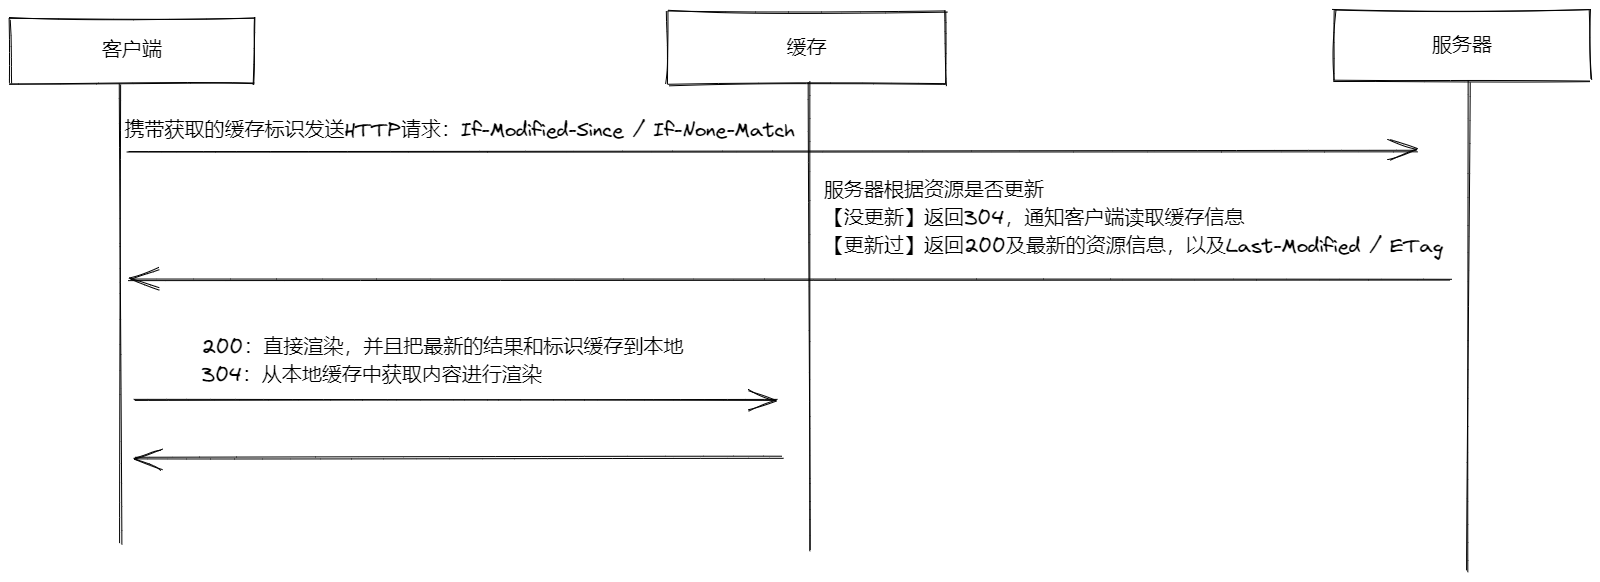 客户端
缓存
服务器
携带获取的缓存标识发送HTTP请求：If-Modified-Since / If-None-Match
服务器根据资源是否更新
【没更新】返回304，通知客户端读取缓存信息
【更新过】返回200及最新的资源信息，以及Last-Modified / ETag
200：直接渲染，并且把最新的结果和标识缓存到本地
304：从本地缓存中获取内容进行渲染